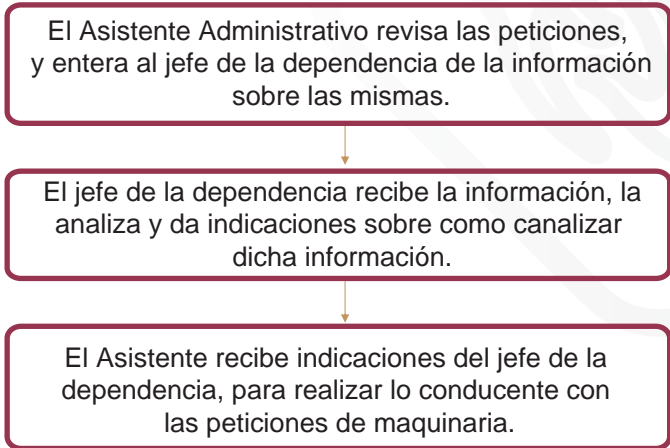 El Asistente Administrativo revisa las peticiones,
y entera al jefe de la dependencia de la información
sobre las mismas.
El jefe de la dependencia recibe la información, la
analiza y da indicaciones sobre como canalizar
dicha información.
El Asistente recibe indicaciones del jefe de la
dependencia, para realizar lo conducente con
las peticiones de maquinaria.